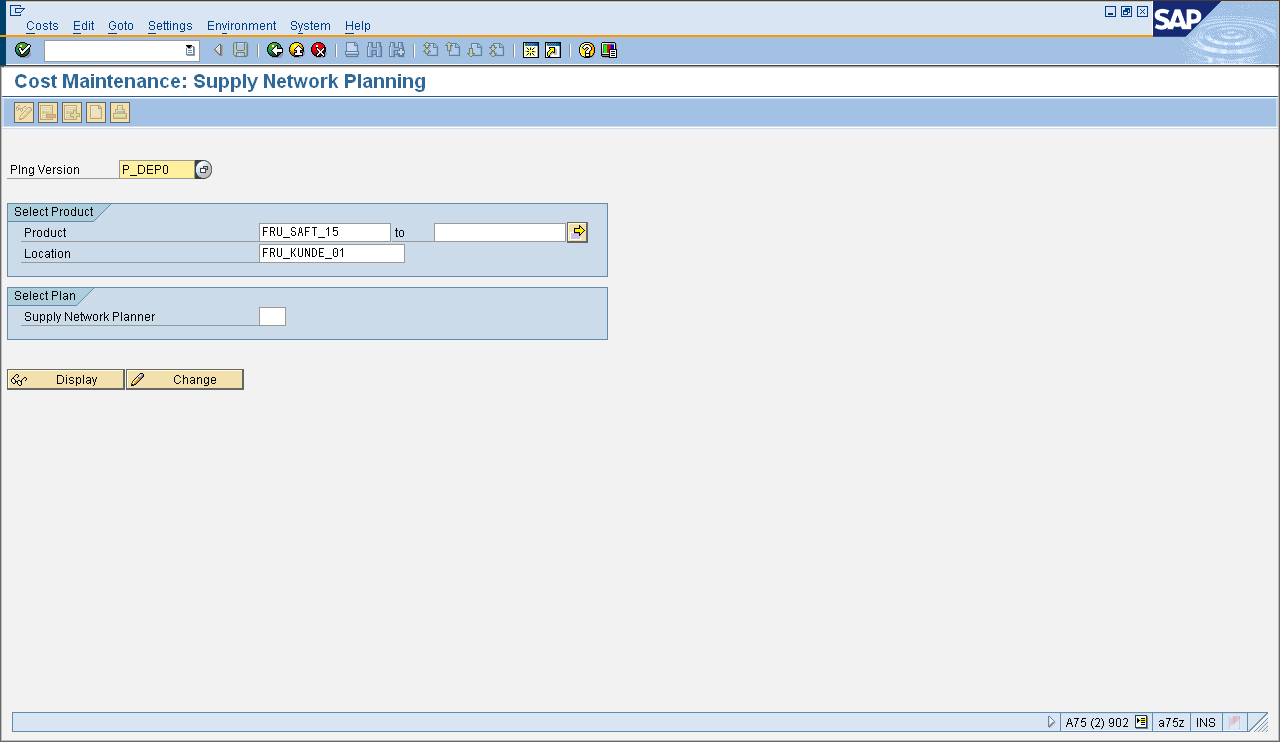 Costs Edit Goto Settings Environment System Help
SAP
Cost Maintenance: Supply Network Planning
Plng Version P_DEP0
Select Product
Product FRU_SAFT_15 to
Location FRU_KUNDE_01
Select Plan
Supply Network Planner
Display Change
A75 (2) 902 a75z INS